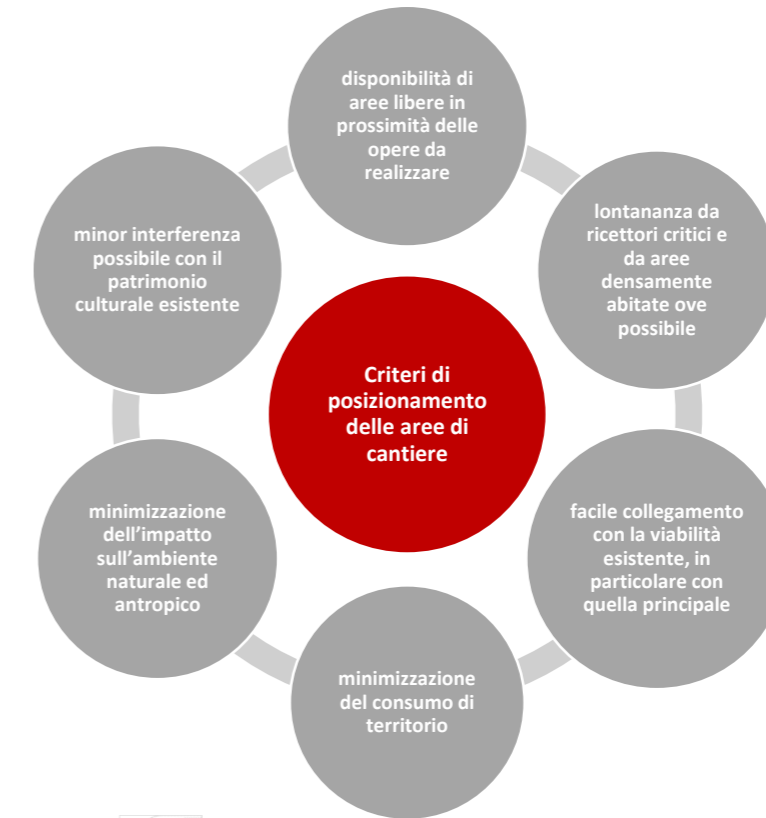 disponibilità di
aree libere in
prossimità delle
opere da
realizzare
lontananza da
ricettori critici e
da aree
densamente
abitate ove
possibile
facile collegamento
con la viabilità
esistente, in
particolare con
quella principale
minimizzazione
del consumo di
territorio
minimizzazione
dell’impatto
sull’ambiente
naturale ed
antropico
minor interferenza
possibile con il
patrimonio
culturale esistente
Criteri di
posizionamento
delle aree di
cantiere